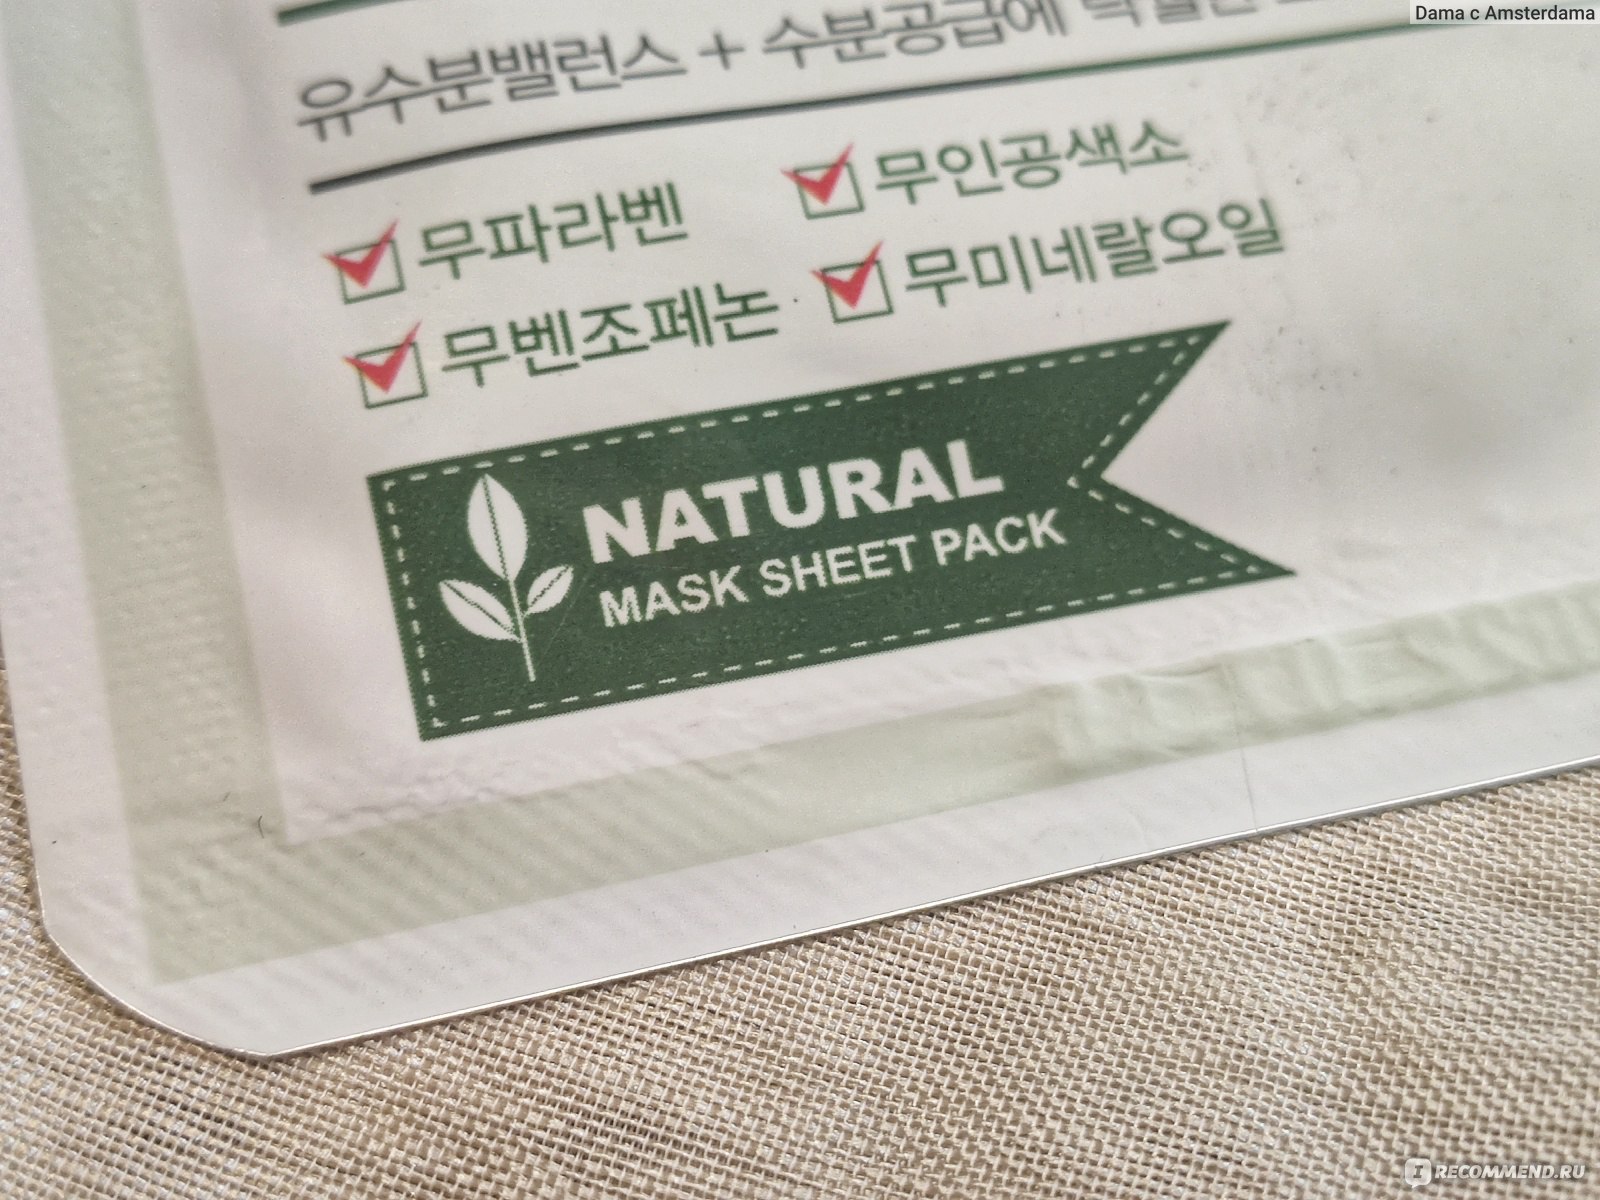 Dama c Amsterdama
유수분밸런스 + 수분공급에
무파라벤
무인공색소
무벤조페논
무미네랄오일
NATURAL
MASK SHEET PACK
IRECOMMEND.RU